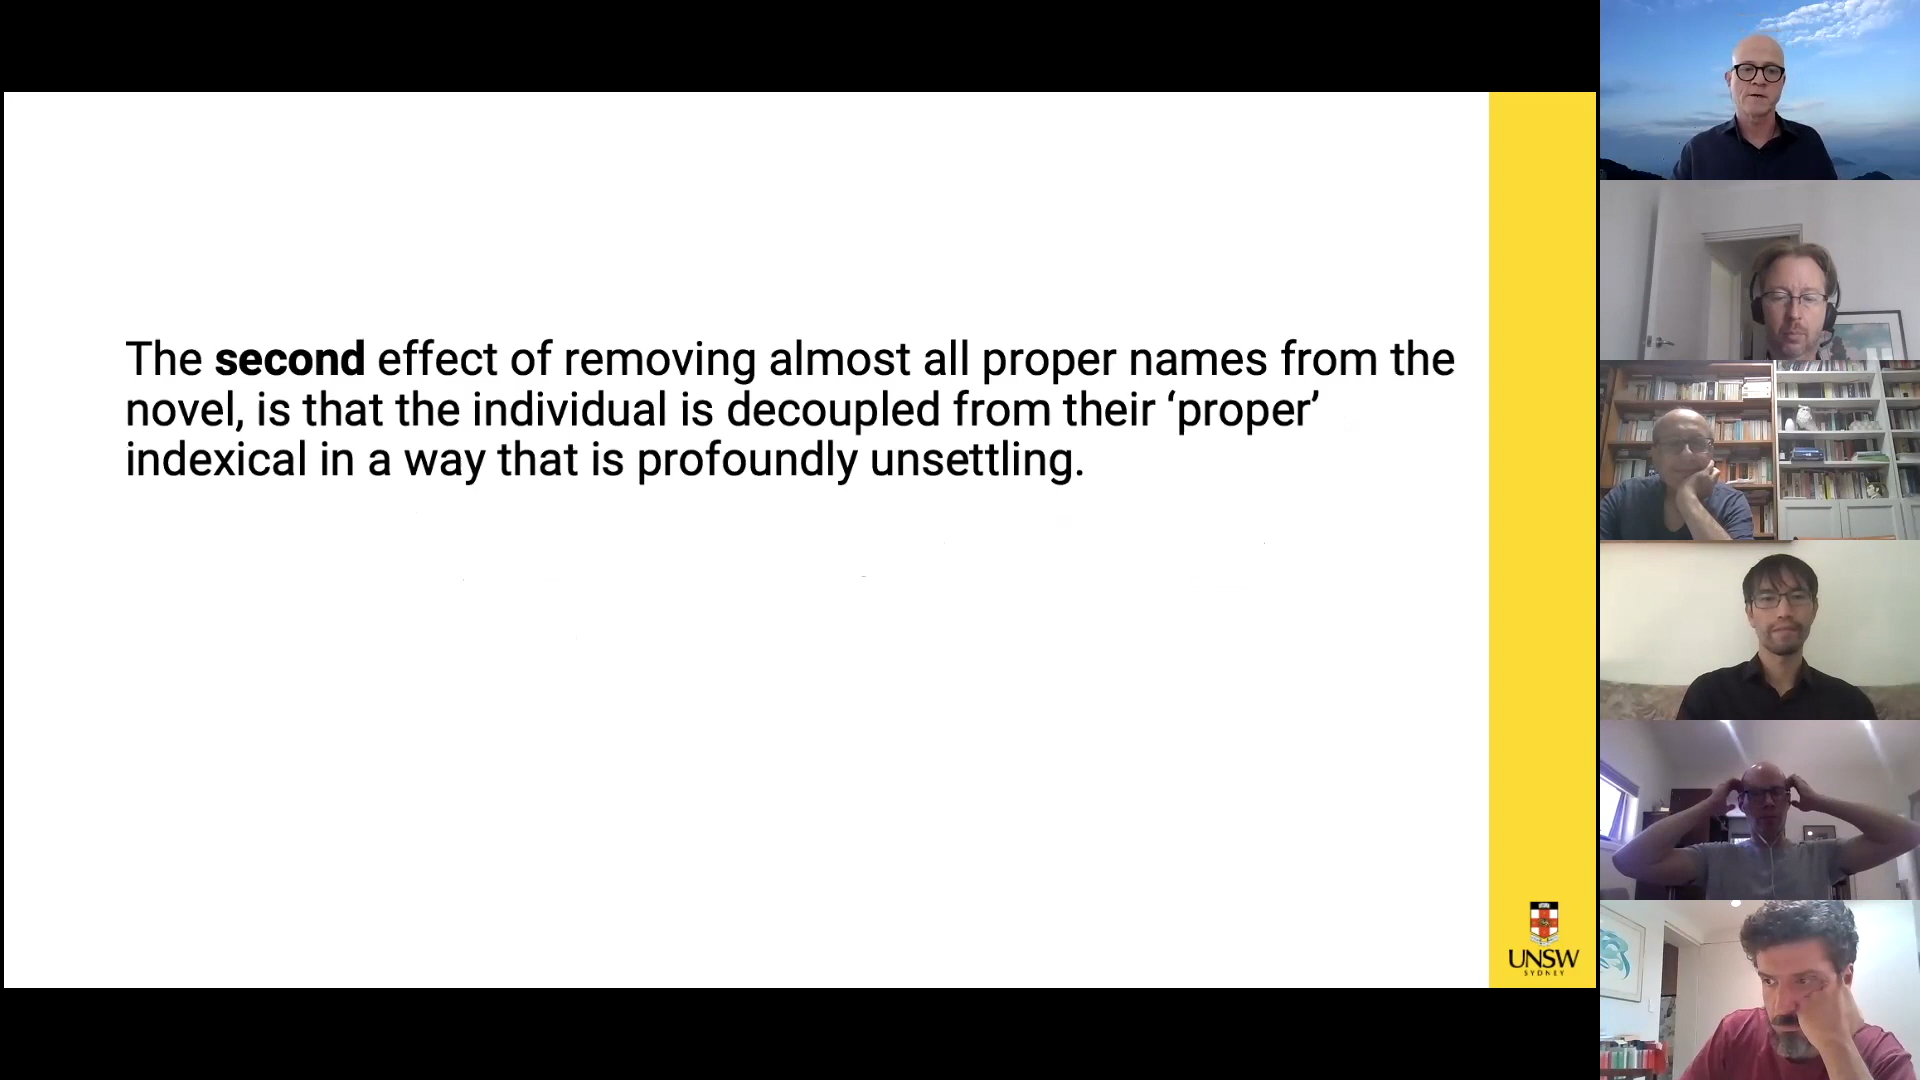 The second effect of removing almost all proper names from the
novel, is that the individual is decoupled from their ‘proper’
indexical in a way that is profoundly unsettling.
UNSW
SYDNEY